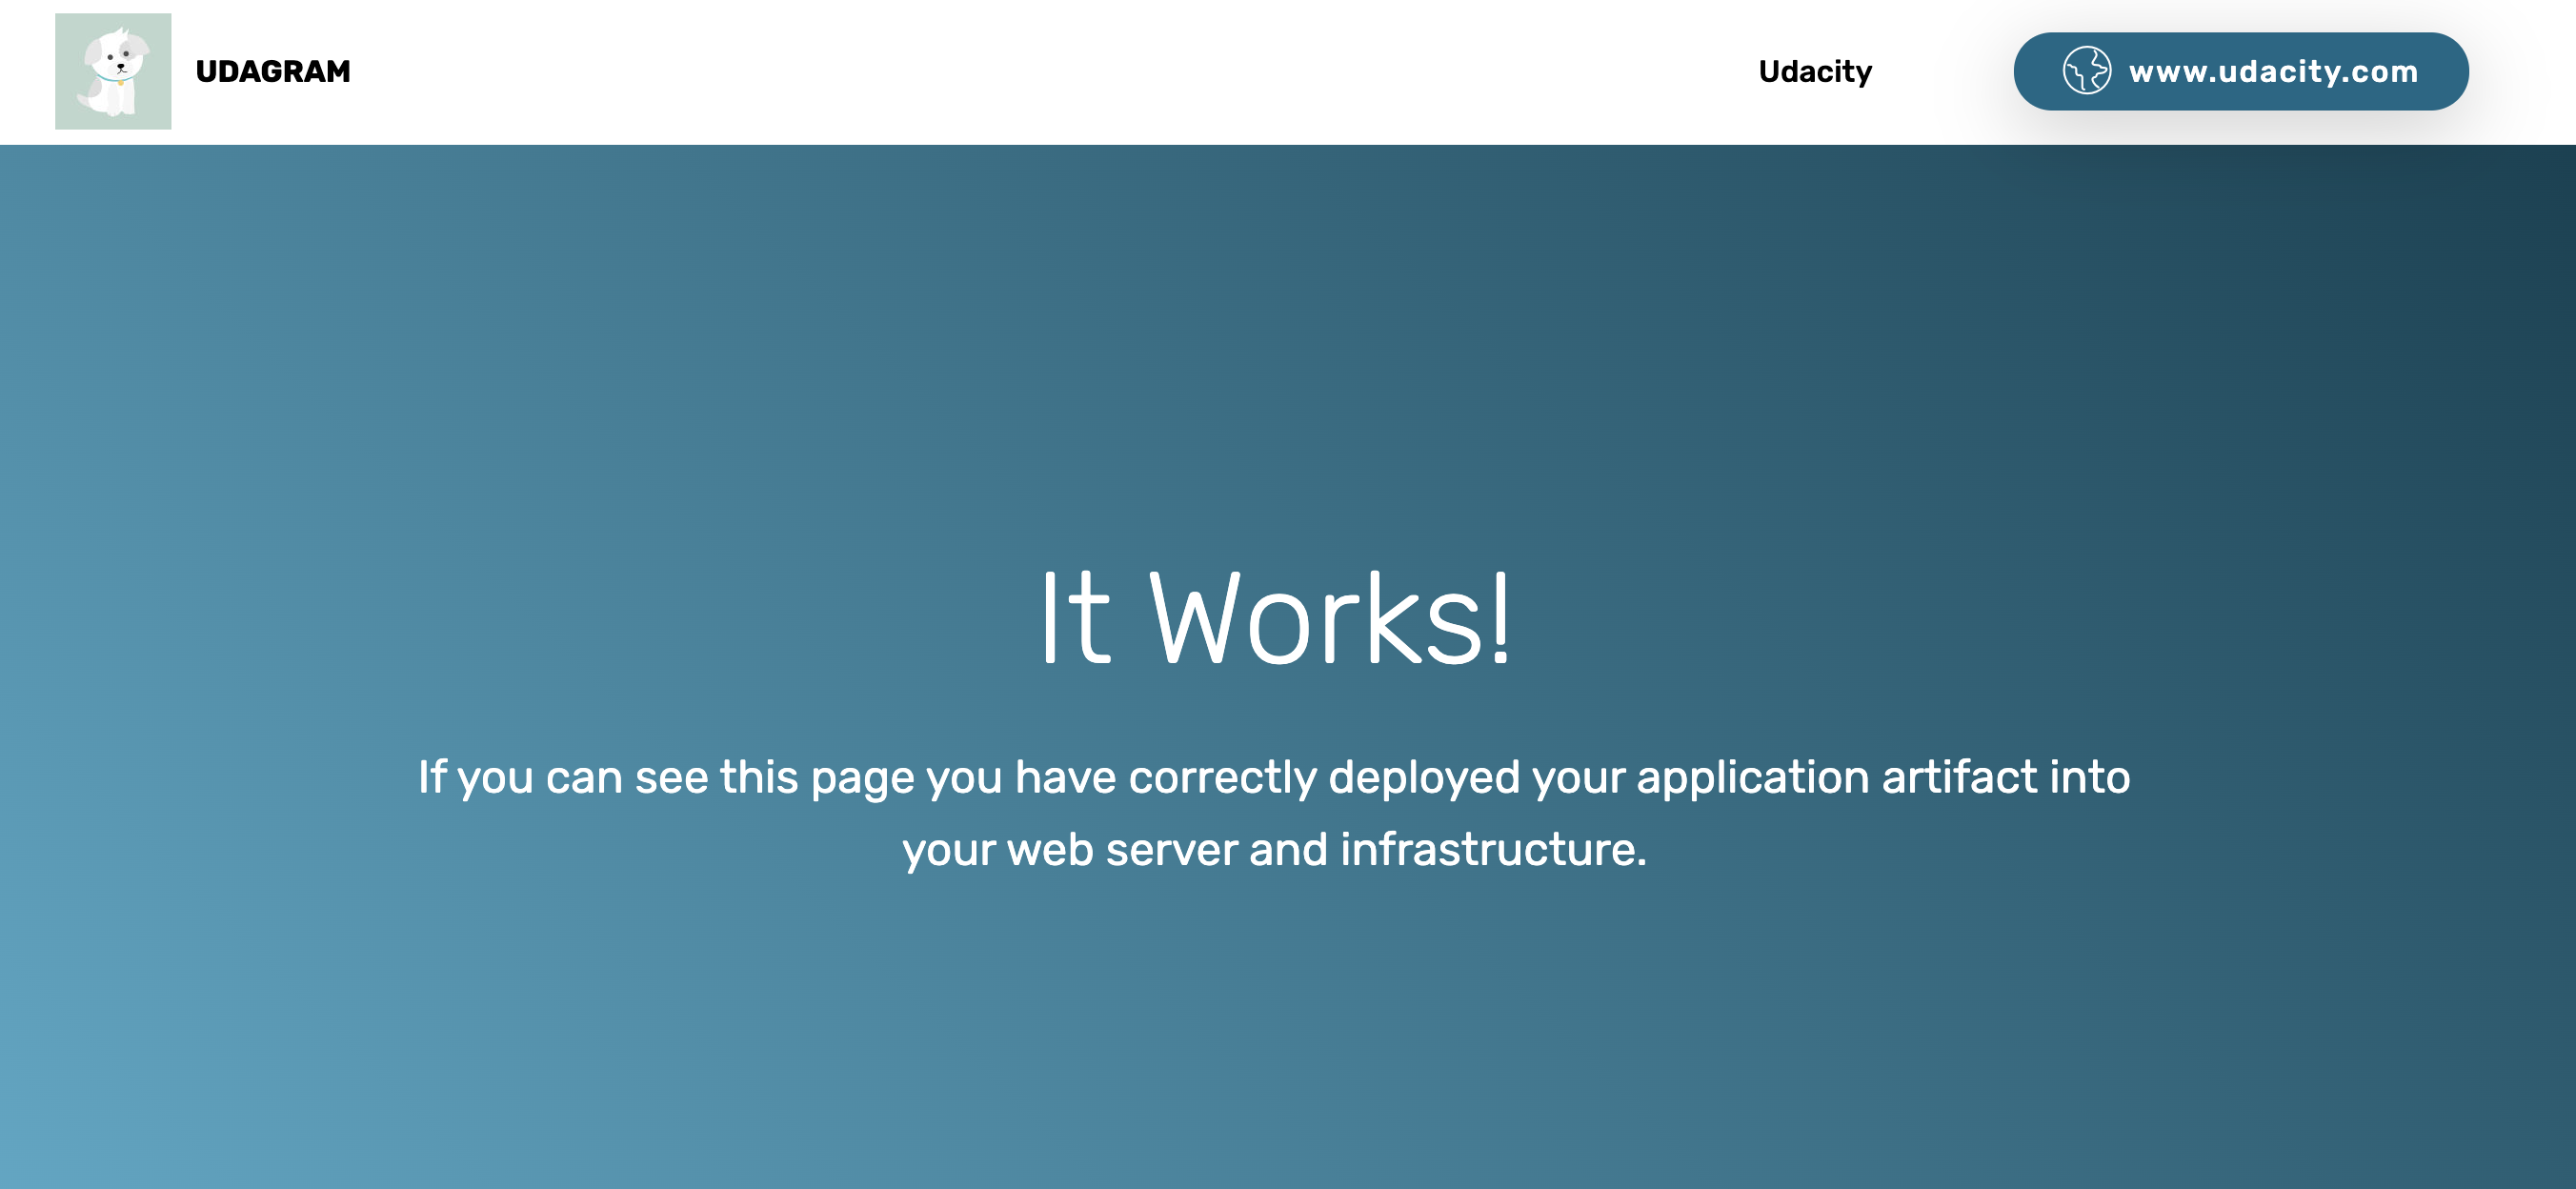 UDAGRAM
Udacity
www.udacity.com
It Works!
If you can see this page you have correctly deployed your application artifact into
your web server and infrastructure.